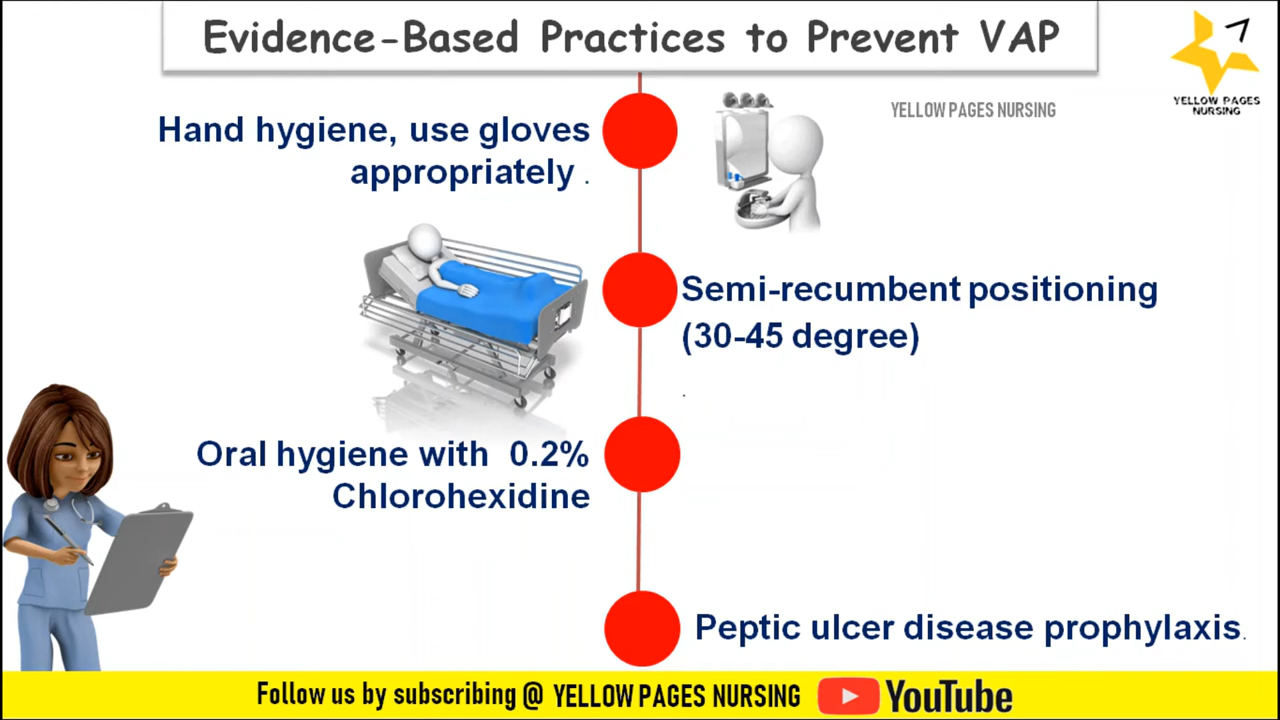 Evidence-Based Practices to Prevent VAP
YELLOW PAGES
NURSING
YELLOW PAGES NURSING
Hand hygiene, use gloves
appropriately .
Semi-recumbent positioning
(30-45 degree)
.
Oral hygiene with 0.2%
Chlorohexidine
Peptic ulcer disease prophylaxis.
Follow us by subscribing @ YELLOW PAGES NURSING YouTube